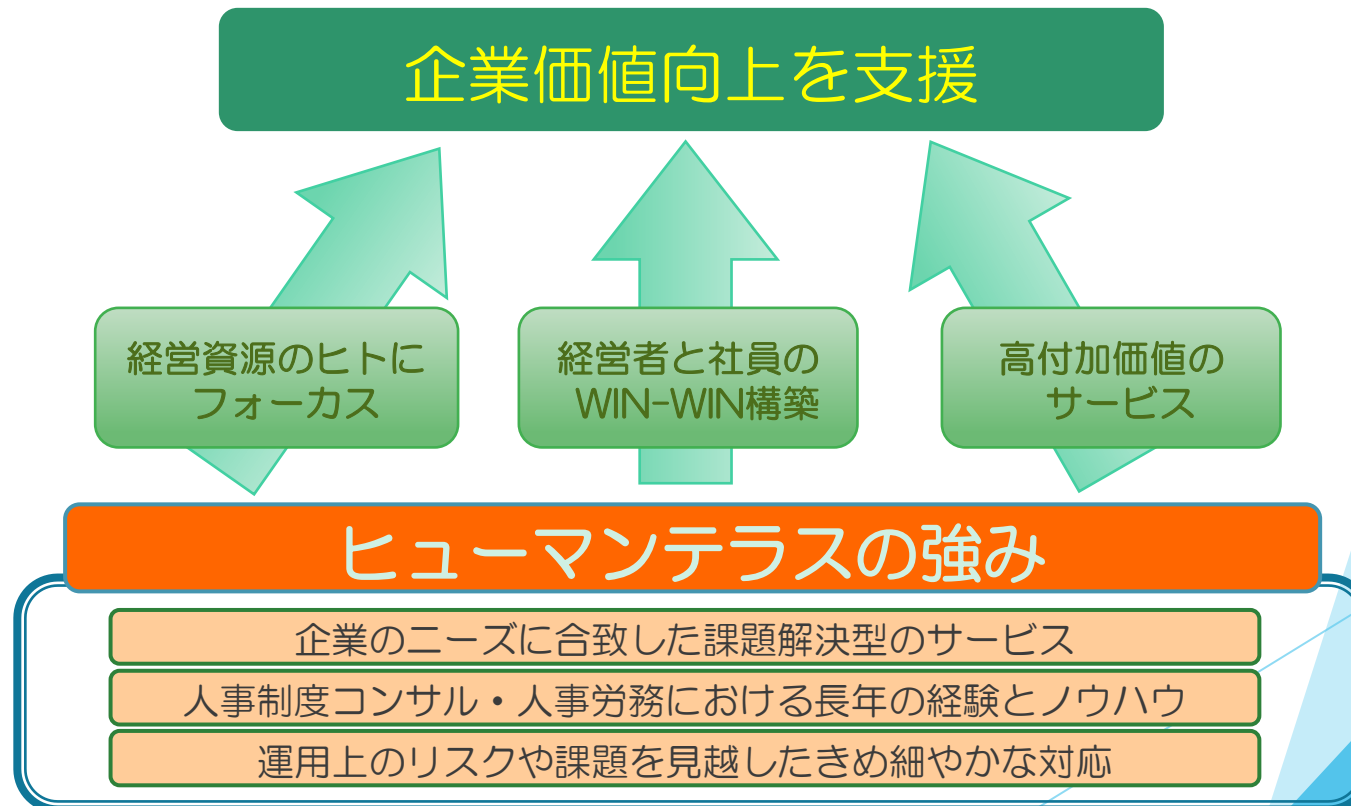 企業価値向上を支援
経営資源のヒトに
フォーカス
経営者と社員の
WIN-WIN構築
高付加価値の
サービス
ヒューマンテラスの強み
企業のニーズに合致した課題解決型のサービス
人事制度コンサル・人事労務における長年の経験とノウハウ
運用上のリスクや課題を見越したきめ細やかな対応